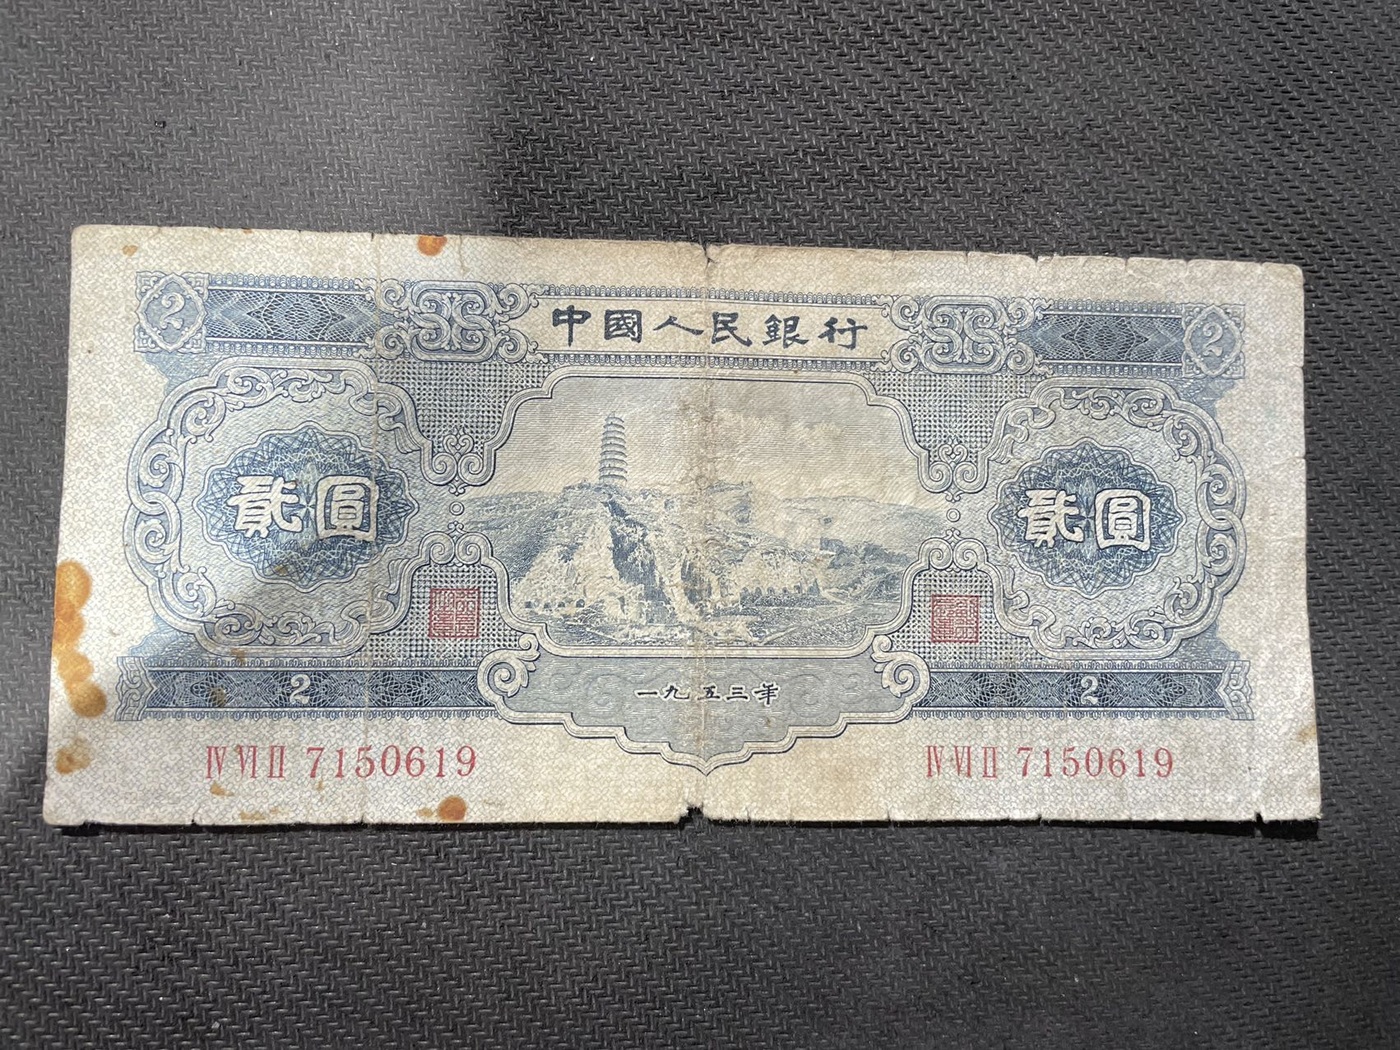 2 中國人民銀行 2
貳圓 貳圓
2 一九五三年 2
IV VI II 7150619 IV VI II 7150619